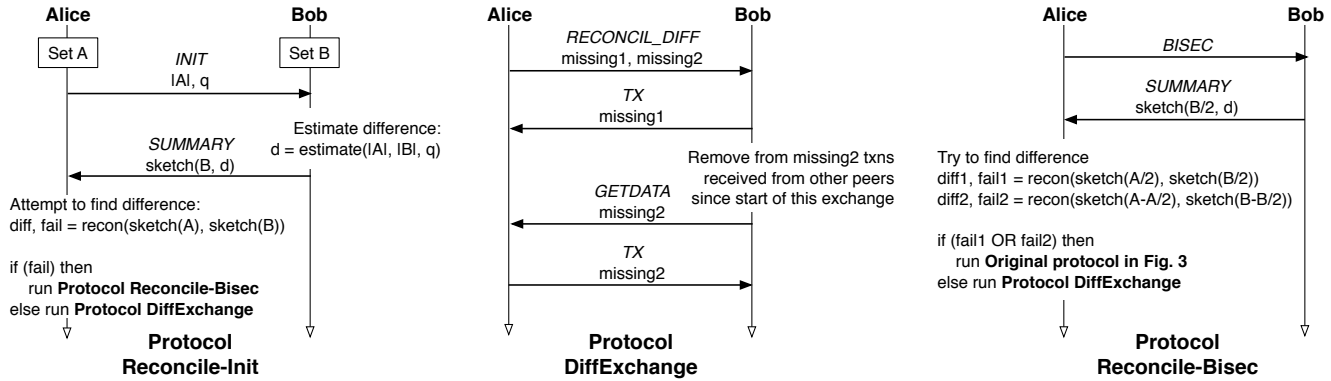 Alice
Bob
Set A
Set B
INIT
|A|, q
Estimate difference:
d = estimate(|A|, |B|, q)
SUMMARY
sketch(B, d)
Attempt to find difference:
diff, fail = recon(sketch(A), sketch(B))
if (fail) then
run Protocol Reconcile-Bisec
else run Protocol DiffExchange
Protocol
Reconcile-Init
Alice
Bob
RECONCIL_DIFF
missing1, missing2
TX
missing1
Remove from missing2 txns
received from other peers
since start of this exchange
GETDATA
missing2
TX
missing2
Protocol
DiffExchange
Alice
Bob
BISEC
SUMMARY
sketch(B/2, d)
Try to find difference
diff1, fail1 = recon(sketch(A/2), sketch(B/2))
diff2, fail2 = recon(sketch(A-A/2), sketch(B-B/2))
if (fail1 OR fail2) then
run Original protocol in Fig. 3
else run Protocol DiffExchange
Protocol
Reconcile-Bisec